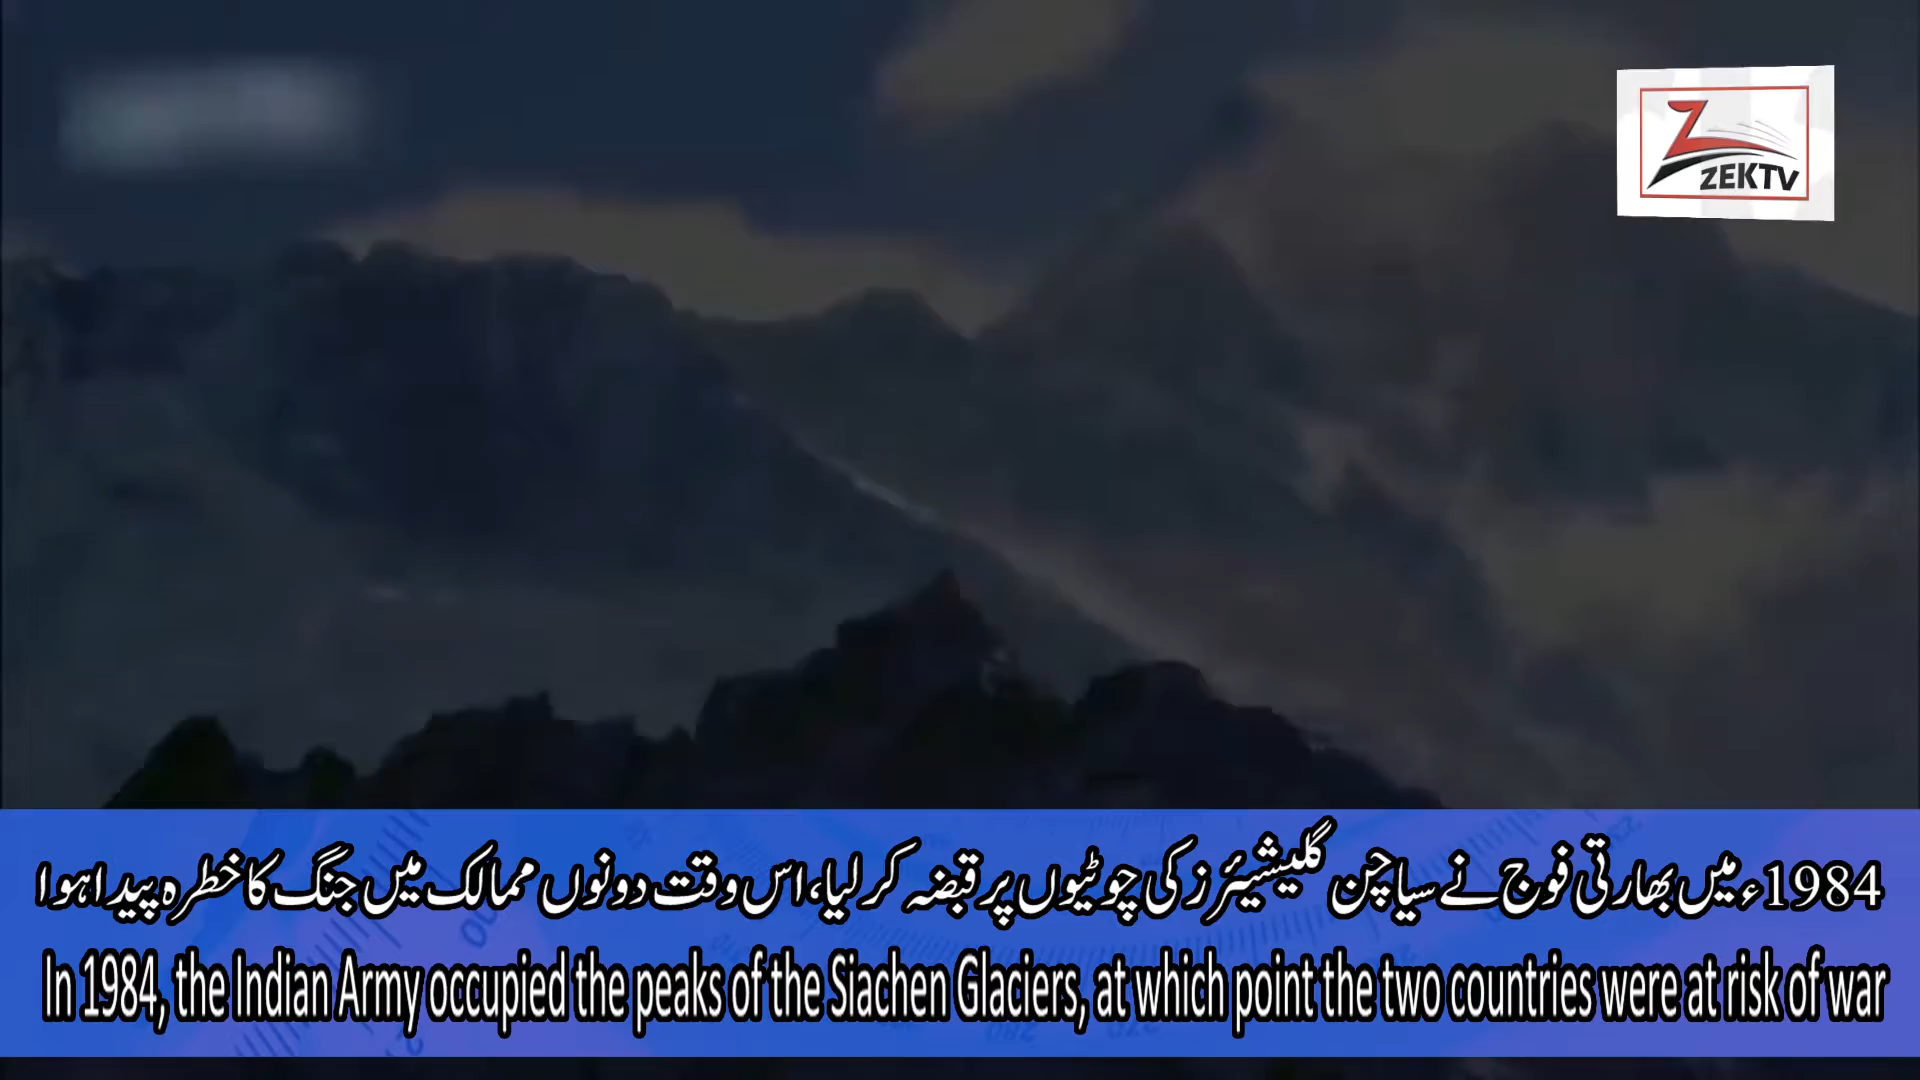 ZEKTV
1984ء میں بھارتی فوج نے سیاچن گلیشیئرز کی چوٹیوں پر قبضہ کر لیا، اس وقت دونوں ممالک میں جنگ کا خطرہ پیدا ہوا
In 1984, the Indian Army occupied the peaks of the Siachen Glaciers, at which point the two countries were at risk of war